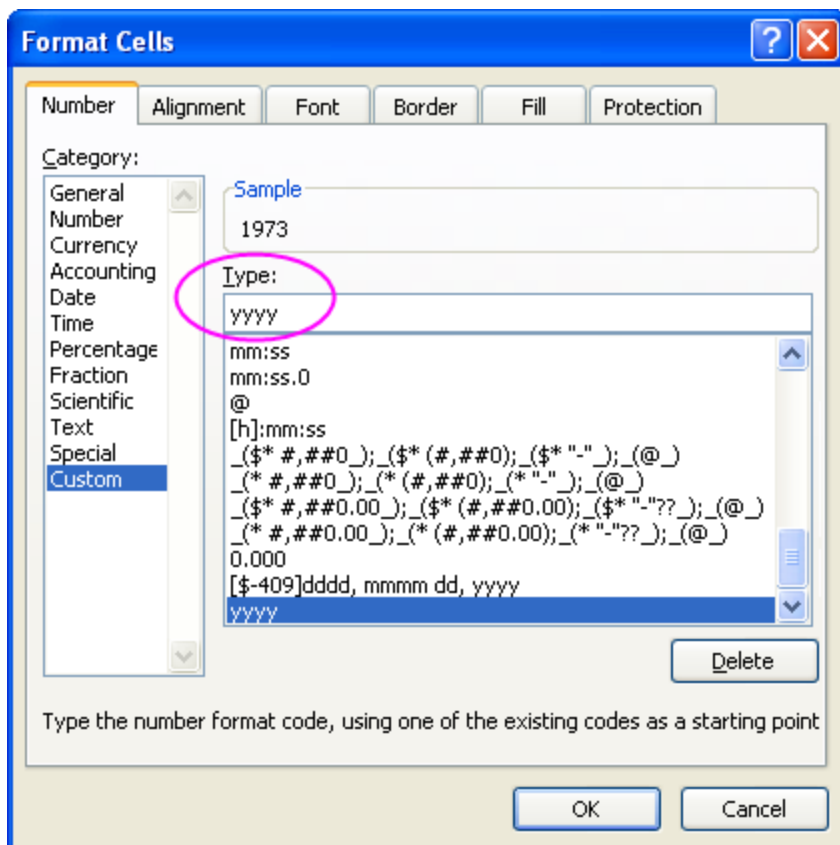 Format Cells
Number Alignment Font Border Fill Protection
Category:
General
Number
Currency
Accounting
Date
Time
Percentage
Fraction
Scientific
Text
Special
Custom
Sample
1973
Type:
yyyy
mm:ss
mm:ss.0
@
[h]:mm:ss
_($* #,##0_);_($* (#,##0);_($* "-"_);_(@_)
_(* #,##0_);_(* (#,##0);_(* "-"_);_(@_)
_($* #,##0.00_);_($* (#,##0.00);_($* "-"??_);_(@_)
_(* #,##0.00_);_(* (#,##0.00);_(* "-"??_);_(@_)
0.000
[$-409]dddd, mmmm dd, yyyy
yyyy
Delete
Type the number format code, using one of the existing codes as a starting point
OK Cancel